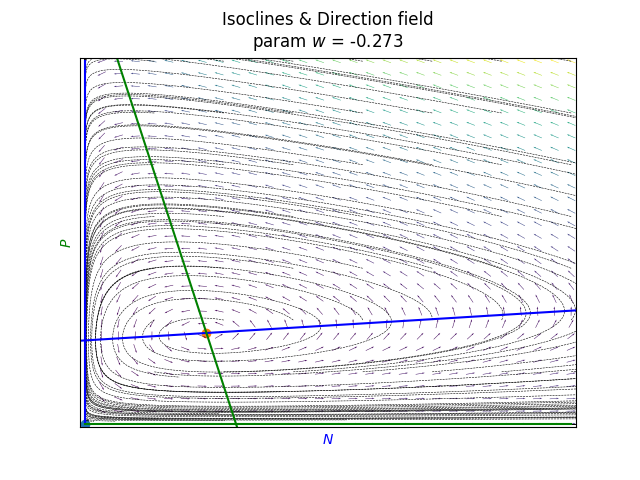 Isoclines & Direction field
param w = -0.273
P
N